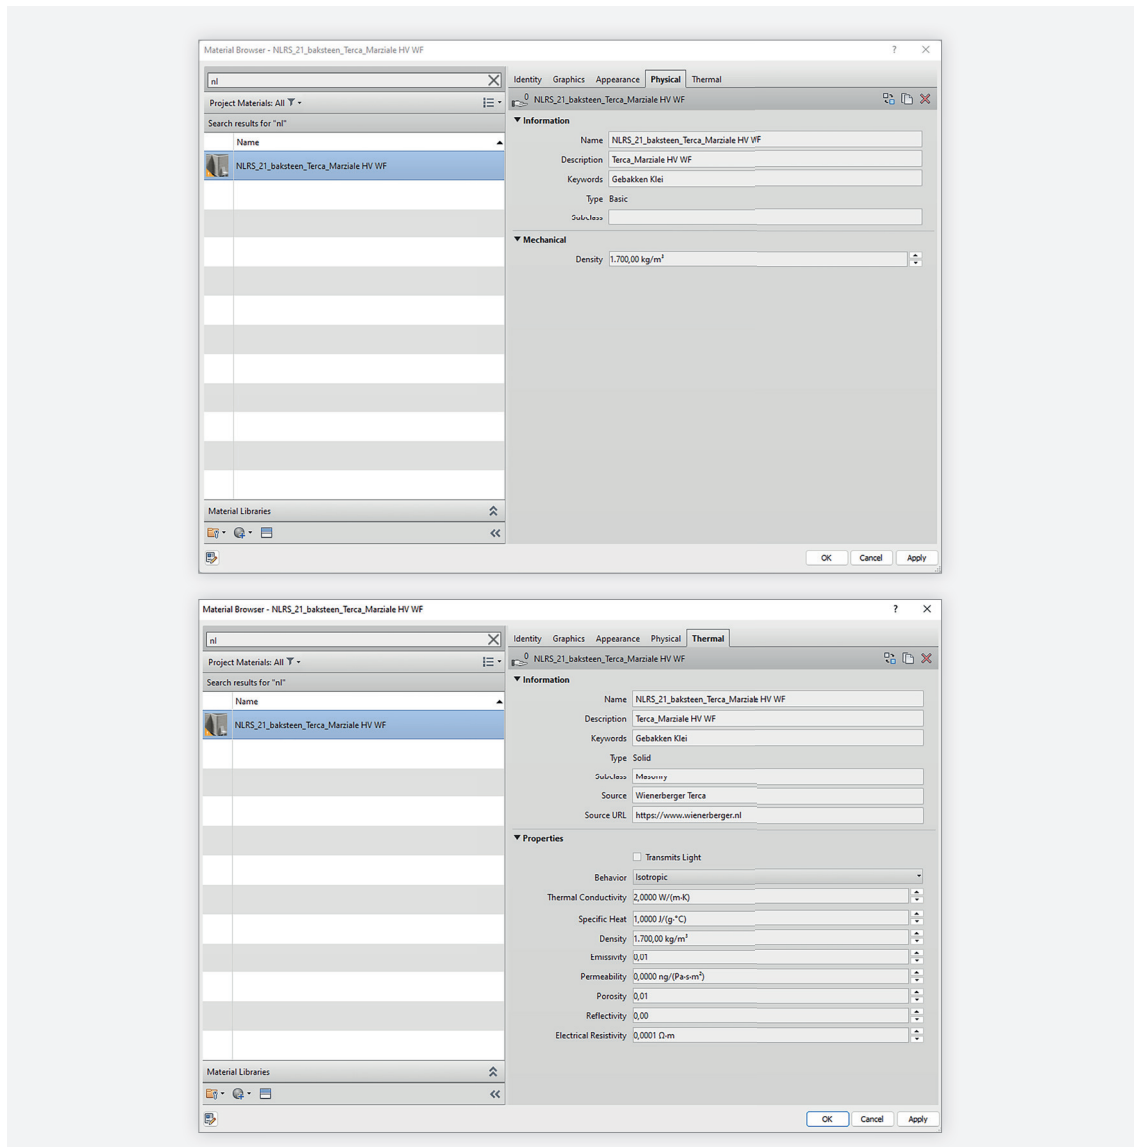 Material Browser - NLRS_21_baksteen_Terca_Marziale HV WF ?
nl
Project Materials: All
Search results for "nl"
Name
NLRS_21_baksteen_Terca_Marziale HV WF
Material Libraries
Identity Graphics Appearance Physical Thermal
0 NLRS_21_baksteen_Terca_Marziale HV WF
Information
Name NLRS_21_baksteen_Terca_Marziale HV WF
Description Terca_Marziale HV WF
Keywords Gebakken Klei
Type Basic
Subclass
Mechanical
Density 1.700,00 kg/m³
OK Cancel Apply
Material Browser - NLRS_21_baksteen_Terca_Marziale HV WF ?
nl
Project Materials: All
Search results for "nl"
Name
NLRS_21_baksteen_Terca_Marziale HV WF
Material Libraries
Identity Graphics Appearance Physical Thermal
0 NLRS_21_baksteen_Terca_Marziale HV WF
Information
Name NLRS_21_baksteen_Terca_Marziale HV WF
Description Terca_Marziale HV WF
Keywords Gebakken Klei
Type Solid
Subclass Masonry
Source Wienerberger Terca
Source URL https://www.wienerberger.nl
Properties
Transmits Light
Behavior Isotropic
Thermal Conductivity 2,0000 W/(m·K)
Specific Heat 1,0000 J/(g·°C)
Density 1.700,00 kg/m³
Emissivity 0,01
Permeability 0,0000 ng/(Pa·s·m²)
Porosity 0,01
Reflectivity 0,00
Electrical Resistivity 0,0001 Ω·m
OK Cancel Apply